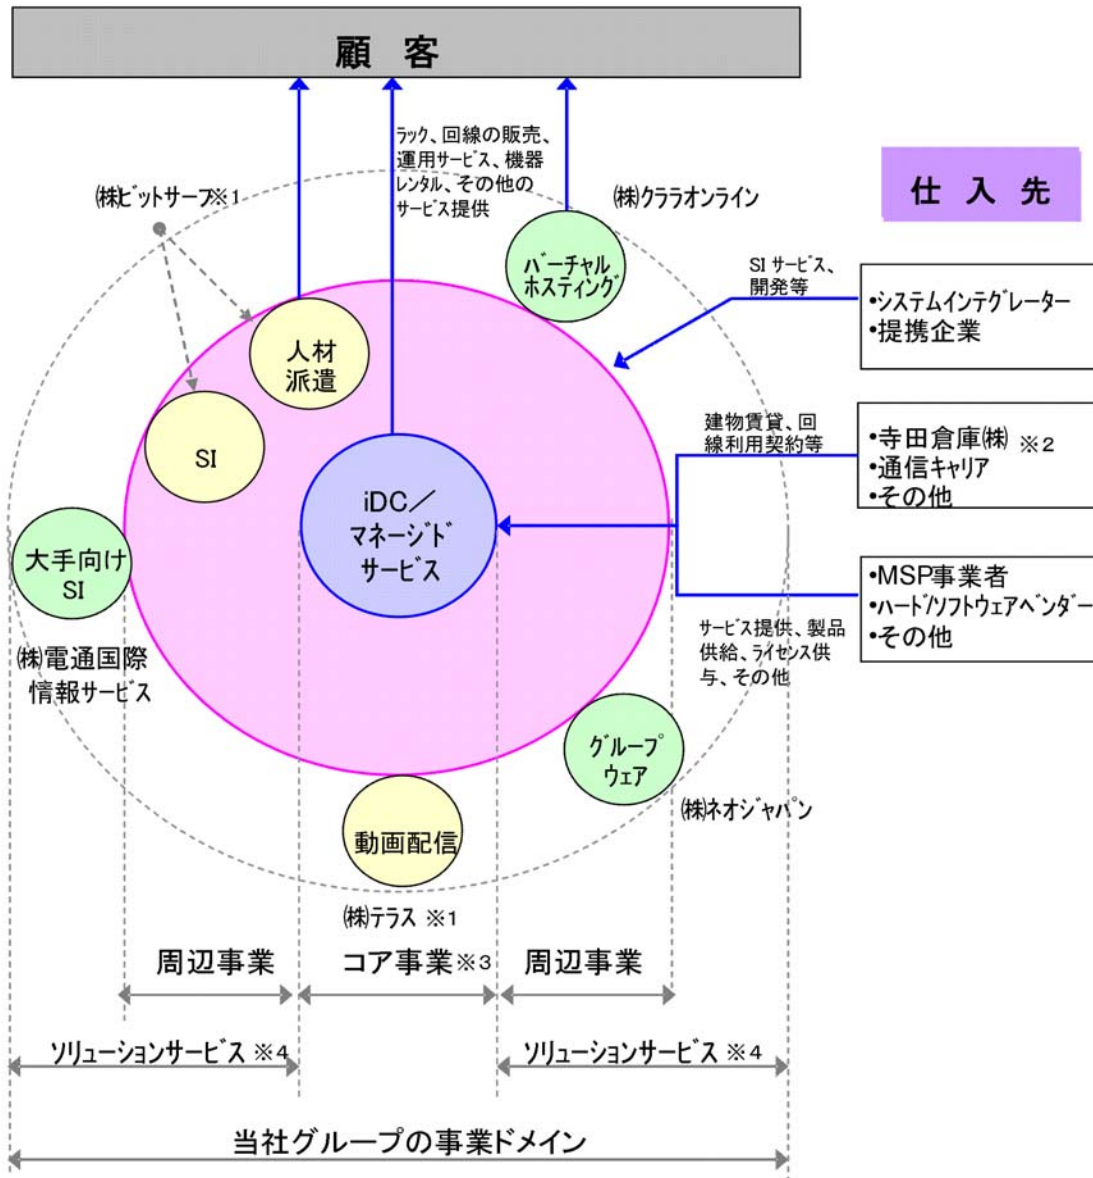 顧 客
ラック、回線の販売、
運用サービス、機器
レンタル、その他の
サービス提供
㈱ビットサーフ※1
㈱クララオンライン
仕 入 先
バーチャル
ホスティング
SIサービス、
開発等
•システムインテグレーター
•提携企業
人材
派遣
SI
建物賃貸、回
線利用契約等
•寺田倉庫㈱ ※2
•通信キャリア
•その他
iDC/
マネージド
サービス
大手向け
SI
•MSP事業者
•ハード/ソフトウェアベンダー
•その他
サービス提供、製品
供給、ライセンス供
与、その他
㈱電通国際
情報サービス
グループ
ウェア
㈱ネオジャパン
動画配信
㈱テラス ※1
周辺事業
コア事業※3
周辺事業
ソリューションサービス ※4
ソリューションサービス ※4
当社グループの事業ドメイン